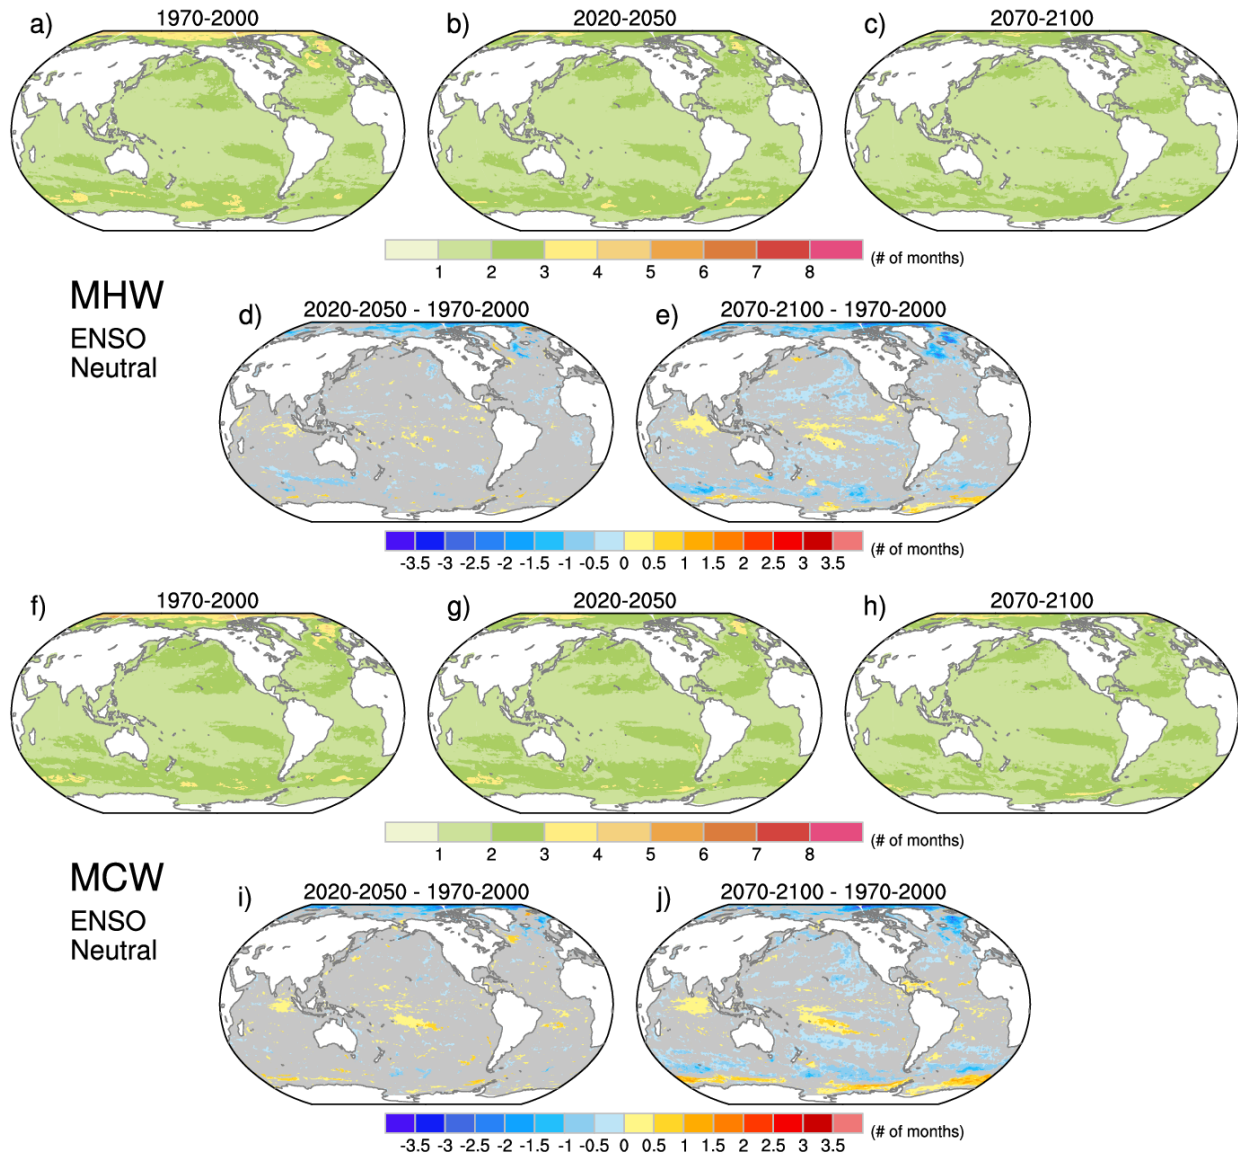 a) 1970-2000
b) 2020-2050
c) 2070-2100
1 2 3 4 5 6 7 8 (# of months)
MHW
ENSO
Neutral
d) 2020-2050 - 1970-2000
e) 2070-2100 - 1970-2000
-3.5 -3 -2.5 -2 -1.5 -1 -0.5 0 0.5 1 1.5 2 2.5 3 3.5 (# of months)
f) 1970-2000
g) 2020-2050
h) 2070-2100
1 2 3 4 5 6 7 8 (# of months)
MCW
ENSO
Neutral
i) 2020-2050 - 1970-2000
j) 2070-2100 - 1970-2000
-3.5 -3 -2.5 -2 -1.5 -1 -0.5 0 0.5 1 1.5 2 2.5 3 3.5 (# of months)